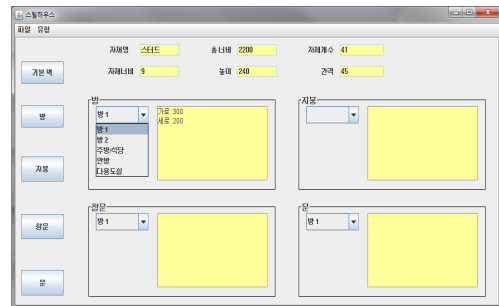 스틸하우스
파일 유형
자재명 스터드 총너비 2200 자재개수 41
기본 벽 자재너비 9 높이 240 간격 45
방 지붕
방 방 1 가로:300
세로:200
방 1
방 2
주방/식당
안방
다용도실
지붕
창문 문
창문 방 1 방 1
문